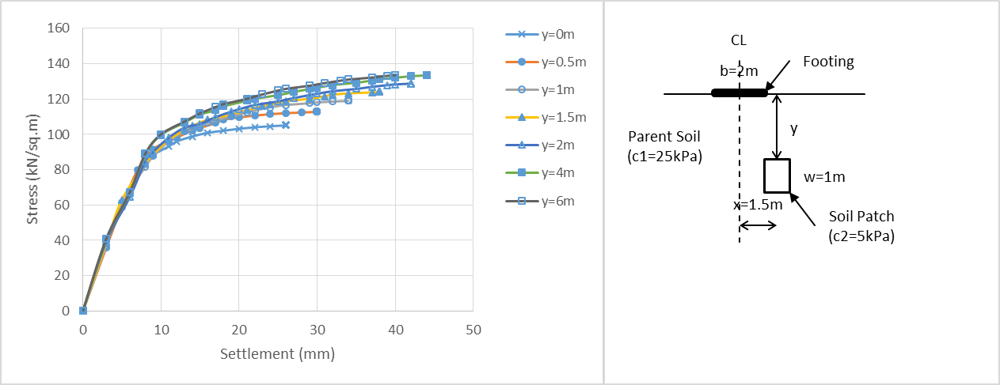 160
140
120
100
80
60
40
20
0
Stress (kN/sq.m)
0 10 20 30 40 50
Settlement (mm)
y=0m
y=0.5m
y=1m
y=1.5m
y=2m
y=4m
y=6m
CL
b=2m
Footing
Parent Soil
(c1=25kPa)
y
w=1m
x=1.5m
Soil Patch
(c2=5kPa)